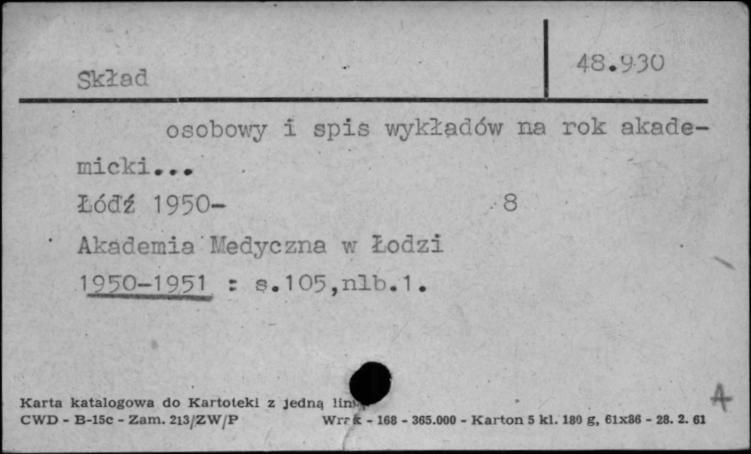 48.930
Skład
osobowy i spis wykładów na rok akade-
micki...
Łódź 1950- 8
Akademia Medyczna w Łodzi
1950-1951 : s.105,nlb.1.
Karta katalogowa do Kartoteki z jedną
CWD - B-15c - Zam. 213/ZW/P - 168 - 365.000 - Karton 5 kl. 180 g, 61x86 - 28. 2. 61